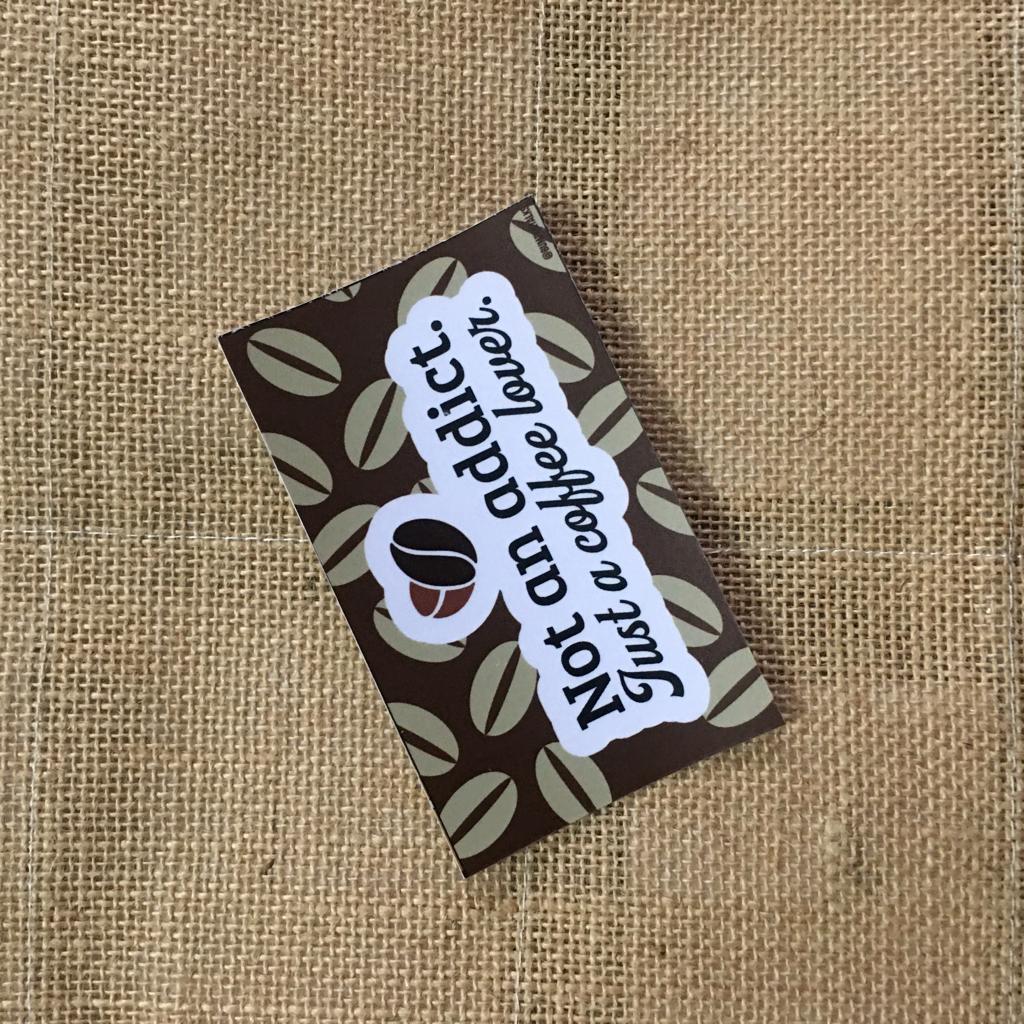 Not an addict.
Just a coffee lover.